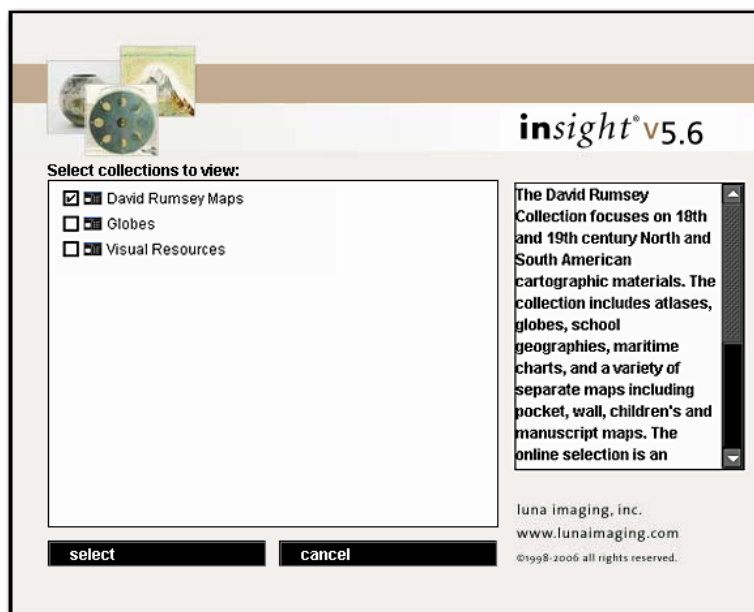 insight® v5.6
Select collections to view:
David Rumsey Maps
Globes
Visual Resources
The David Rumsey
Collection focuses on 18th
and 19th century North and
South American
cartographic materials. The
collection includes atlases,
globes, school
geographies, maritime
charts, and a variety of
separate maps including
pocket, wall, children's and
manuscript maps. The
online selection is an
luna imaging, inc.
www.lunaimaging.com
©1998-2006 all rights reserved.
select
cancel